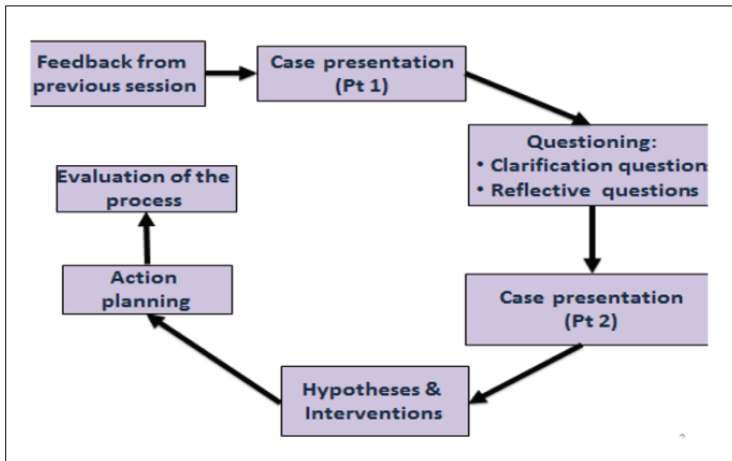 Feedback from
previous session
Case presentation
(Pt 1)
Questioning:
• Clarification question
• Reflective questions
Case presentation
(Pt 2)
Hypotheses &
Interventions
Action
planning
Evaluation of the
process